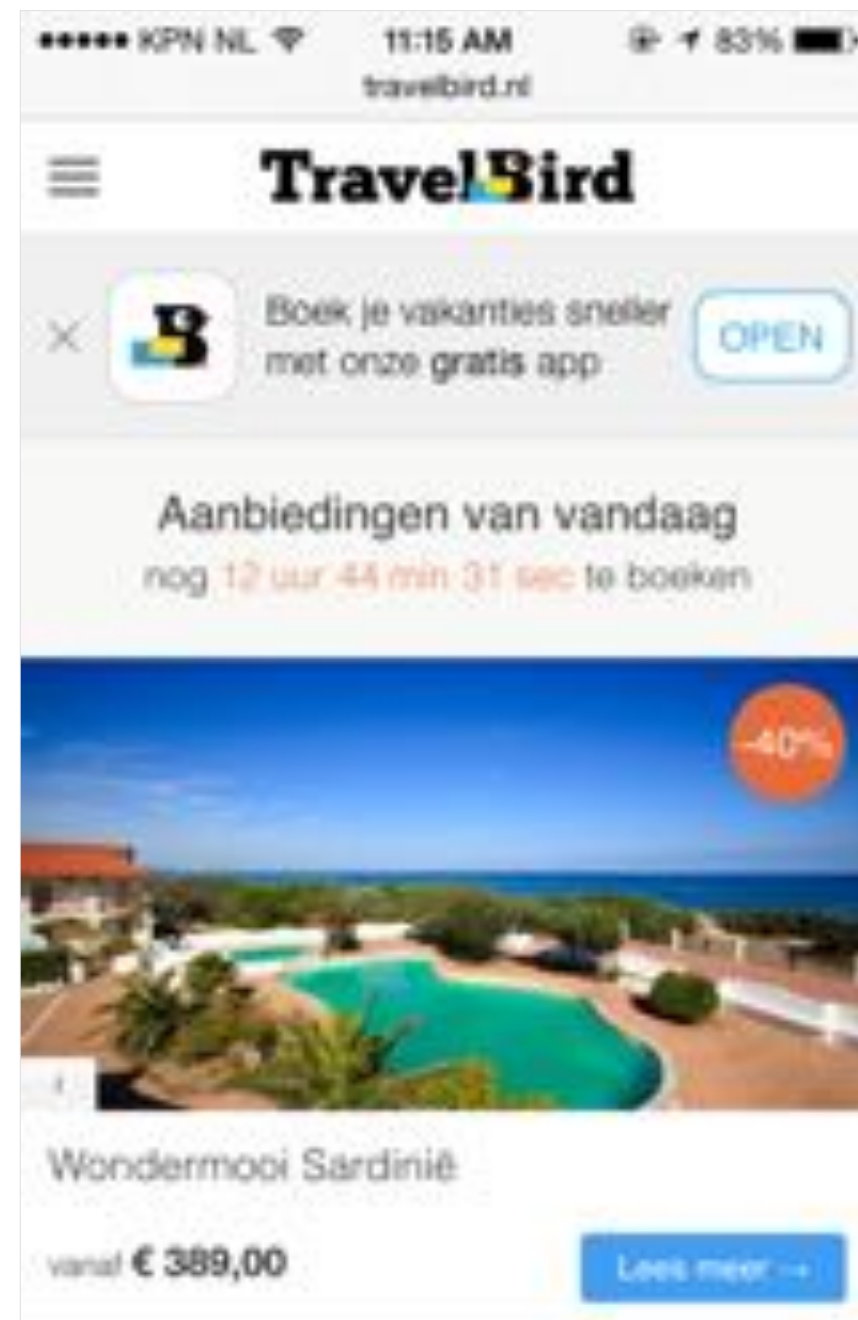 KPN NL 11:15 AM 83%
travelbird.nl
TravelBird
Boek je vakanties sneller
met onze gratis app
OPEN
Aanbiedingen van vandaag
nog 12 uur 44 min 31 sec te boeken
-40%
Wondermooi Sardinië
vanaf € 389,00
Lees meer →